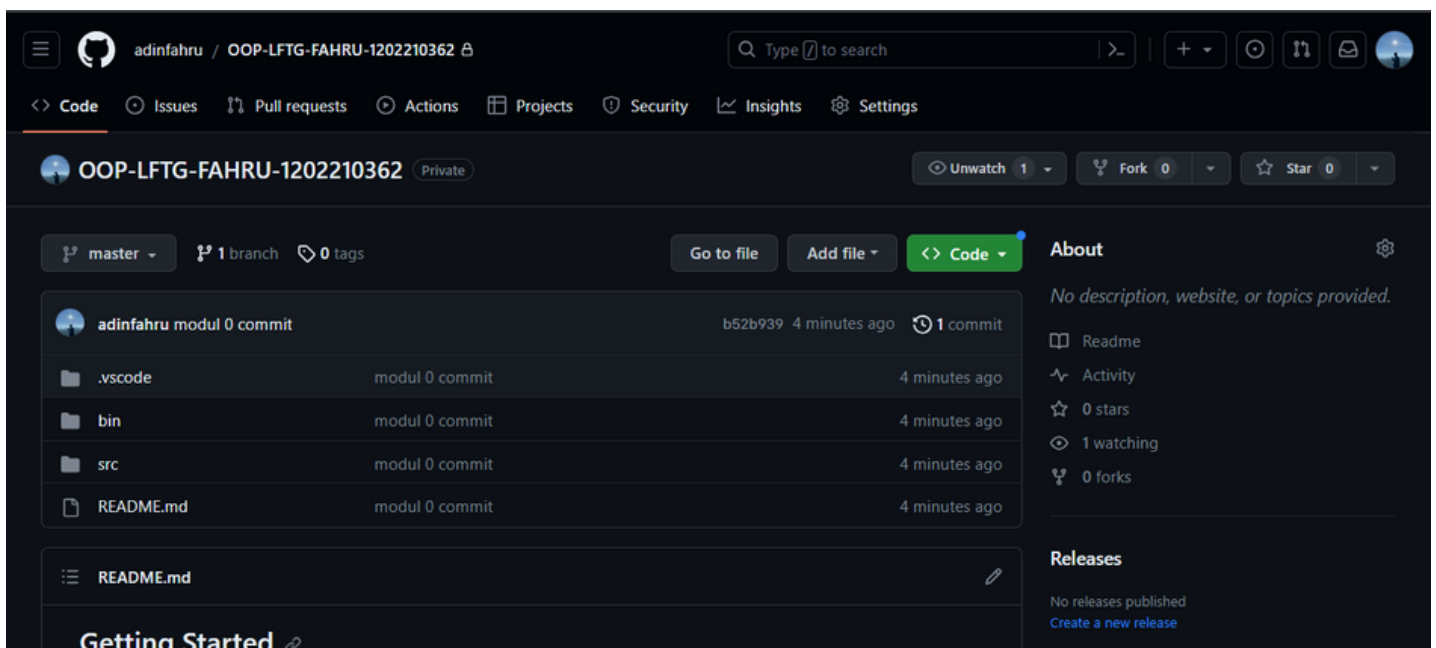 adinfahru / OOP-LFTG-FAHRU-1202210362
Type / to search
Code Issues Pull requests Actions Projects Security Insights Settings
OOP-LFTG-FAHRU-1202210362 Private
Unwatch 1 Fork 0 Star 0
master 1 branch 0 tags Go to file Add file <> Code
adinfahru modul 0 commit b52b939 4 minutes ago 1 commit
.vscode modul 0 commit 4 minutes ago
bin modul 0 commit 4 minutes ago
src modul 0 commit 4 minutes ago
README.md modul 0 commit 4 minutes ago
README.md
Getting Started
About
No description, website, or topics provided.
Readme
Activity
0 stars
1 watching
0 forks
Releases
No releases published
Create a new release